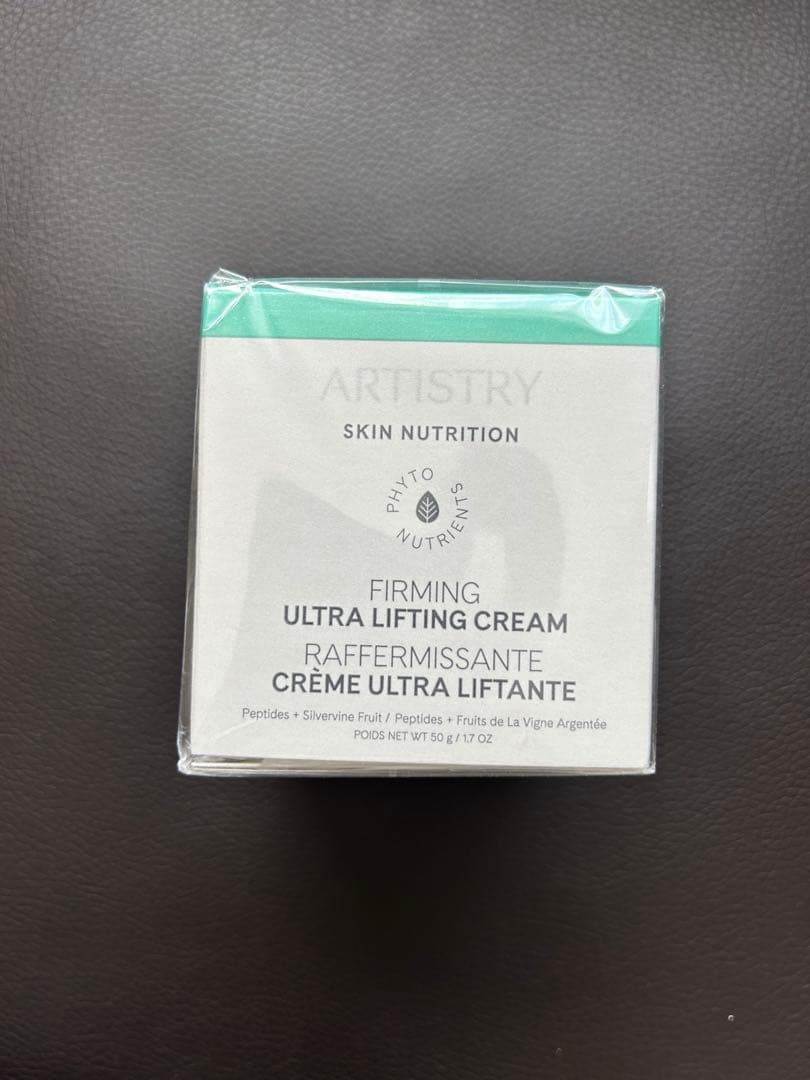 ARTISTRY
SKIN NUTRITION
PHYTO
NUTRIENTS
FIRMING
ULTRA LIFTING CREAM
RAFFERMISSANTE
CRÈME ULTRA LIFTANTE
Peptides + Silvervine Fruit / Peptides + Fruits de La Vigne Argentée
POIDS NET WT 50 g / 1.7 OZ